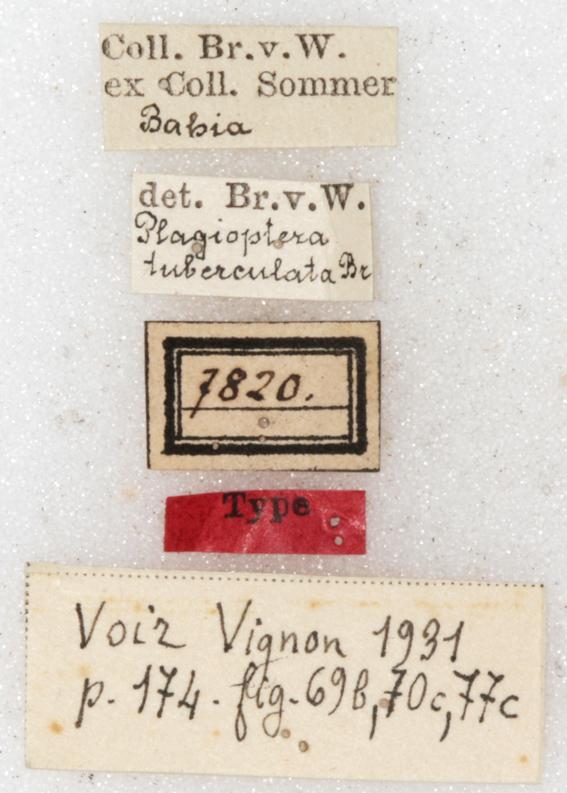 Coll. Br.v.W.
ex Coll. Sommer
Bahia
det. Br.v.W.
Plagioptera
tuberculata Br
7820.
Type
Voir Vignon 1931
p. 174. fig. 69b, 70c, 77c